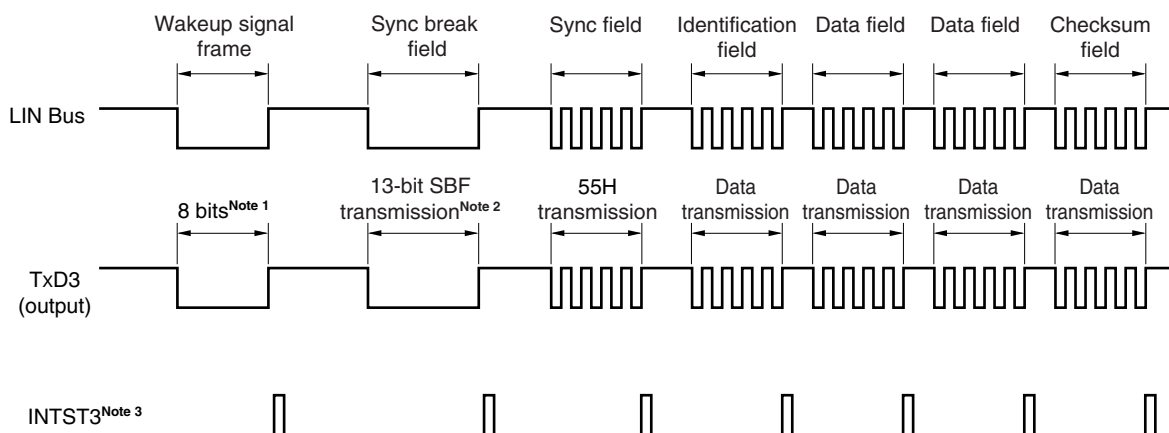 Wakeup signal frame
Sync break field
Sync field
Identification field
Data field
Data field
Checksum field
LIN Bus
8 bitsNote 1
13-bit SBF transmissionNote 2
55H transmission
Data transmission
Data transmission
Data transmission
Data transmission
TxD3
(output)
INTST3Note 3